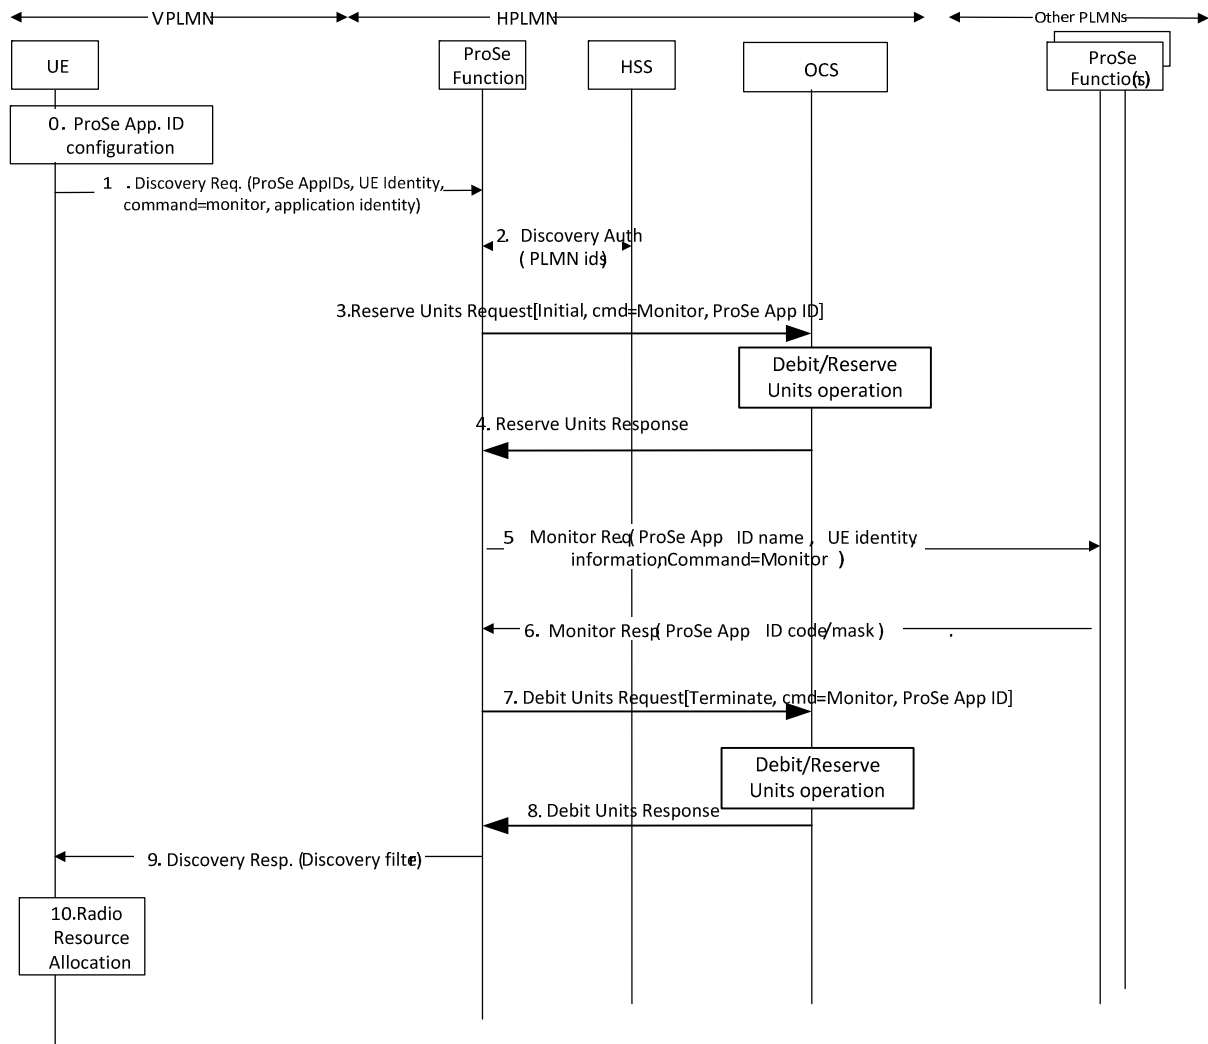 VPLMN
HPLMN
Other PLMNs
UE
ProSe
Function
HSS
OCS
ProSe
Function(s)
0. ProSe App. ID
configuration
1 . Discovery Req. (ProSe AppIDs, UE Identity,
command=monitor, application identity)
2. Discovery Auth
( PLMN ids)
3.Reserve Units Request[Initial, cmd=Monitor, ProSe App ID]
Debit/Reserve
Units operation
4. Reserve Units Response
5 Monitor Req.( ProSe App ID name , UE identity
information,Command=Monitor )
6. Monitor Resp.( ProSe App ID code/mask )
7. Debit Units Request[Terminate, cmd=Monitor, ProSe App ID]
Debit/Reserve
Units operation
8. Debit Units Response
9. Discovery Resp. (Discovery filter)
10.Radio
Resource
Allocation